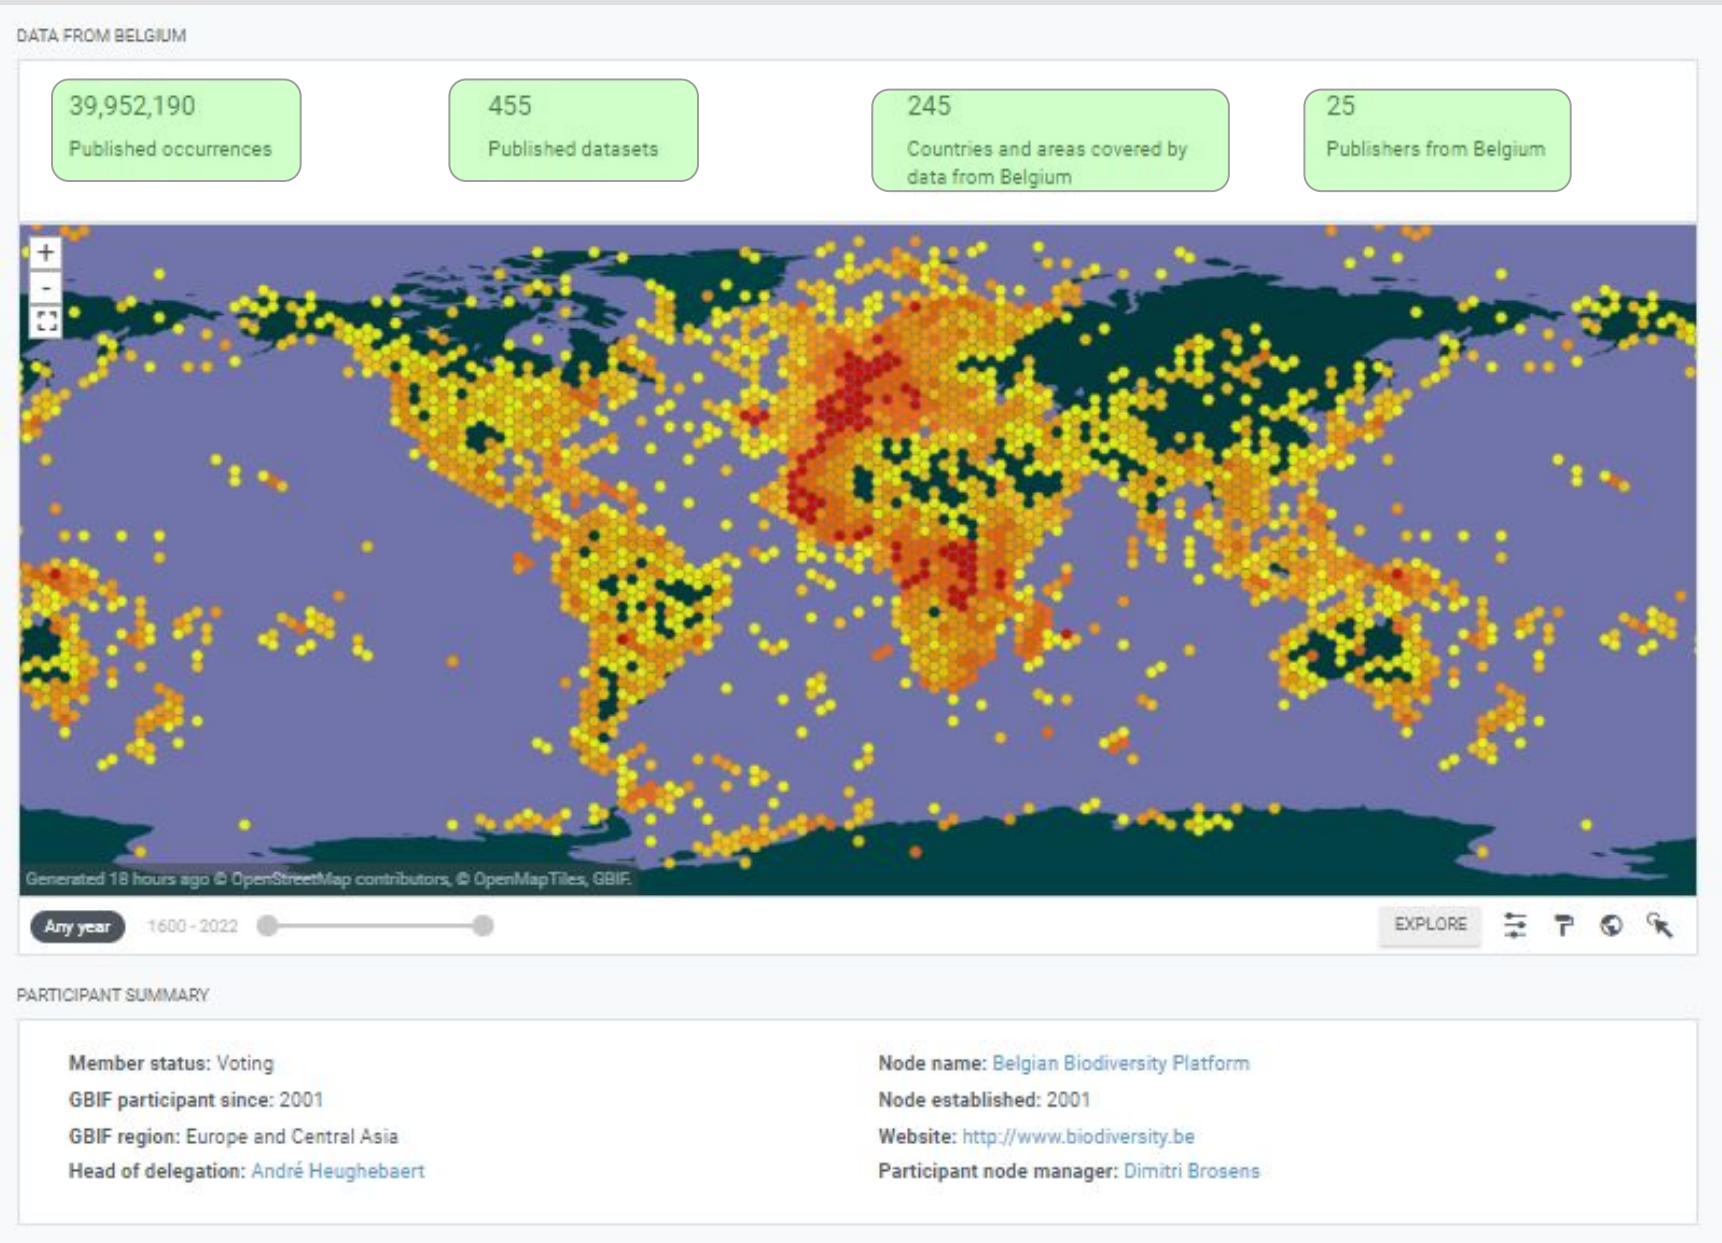 DATA FROM BELGIUM
39,952,190
Published occurrences
455
Published datasets
245
Countries and areas covered by
data from Belgium
25
Publishers from Belgium
+
-
Generated 18 hours ago © OpenStreetMap contributors, © OpenMapTiles, GBIF.
Any year 1600 - 2022
EXPLORE
PARTICIPANT SUMMARY
Member status: Voting
GBIF participant since: 2001
GBIF region: Europe and Central Asia
Head of delegation: André Heughebaert
Node name: Belgian Biodiversity Platform
Node established: 2001
Website: http://www.biodiversity.be
Participant node manager: Dimitri Brosens